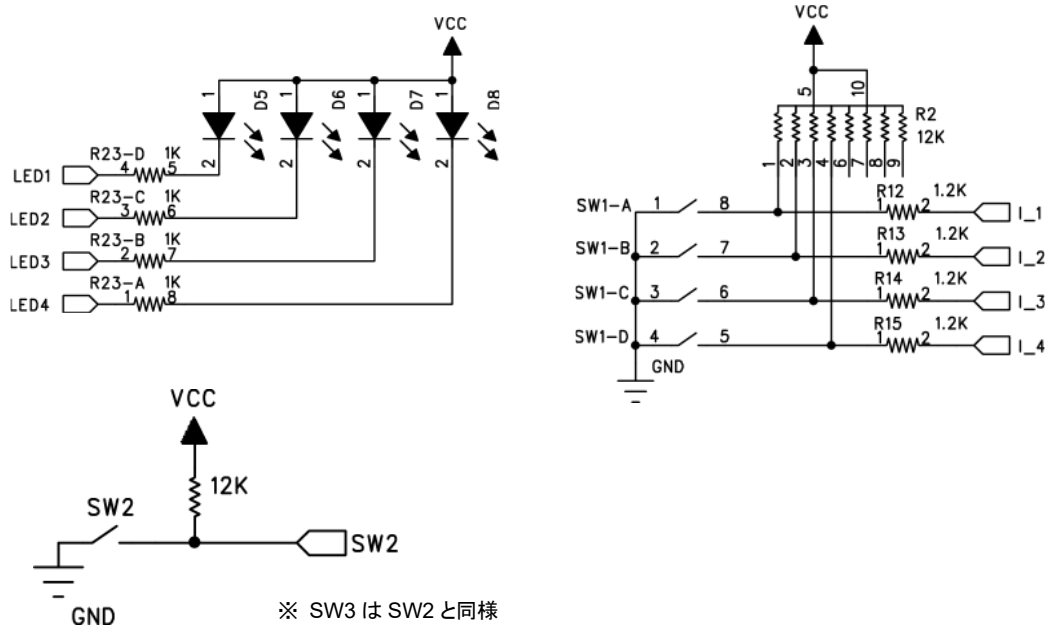 VCC
1 D5 1 D6 1 D7 1 D8
2 2 2 2
LED1 R23-D 1K 4 5
LED2 R23-C 1K 3 6
LED3 R23-B 1K 2 7
LED4 R23-A 1K 1 8
VCC
5 10
R2
12K
1 2 3 4 6 7 8 9
SW1-A 1 8 R12 1.2K 1 2 I_1
SW1-B 2 7 R13 1.2K 1 2 I_2
SW1-C 3 6 R14 1.2K 1 2 I_3
SW1-D 4 5 R15 1.2K 1 2 I_4
GND
VCC
12K
SW2
SW2
GND
※ SW3 は SW2 と同様